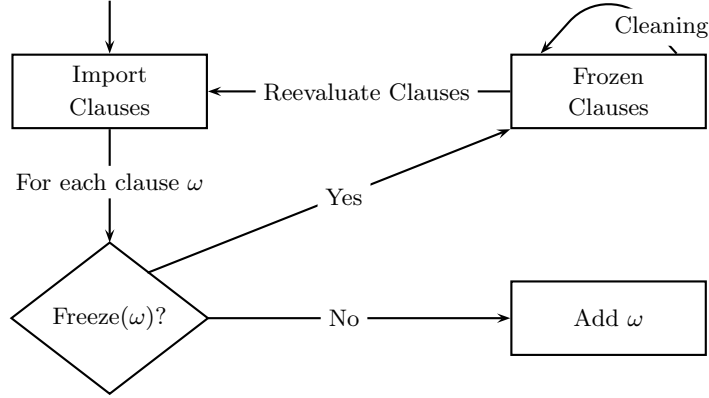 Cleaning
Import
Clauses
Reevaluate Clauses
Frozen
Clauses
For each clause ω
Yes
Freeze(ω)?
No
Add ω